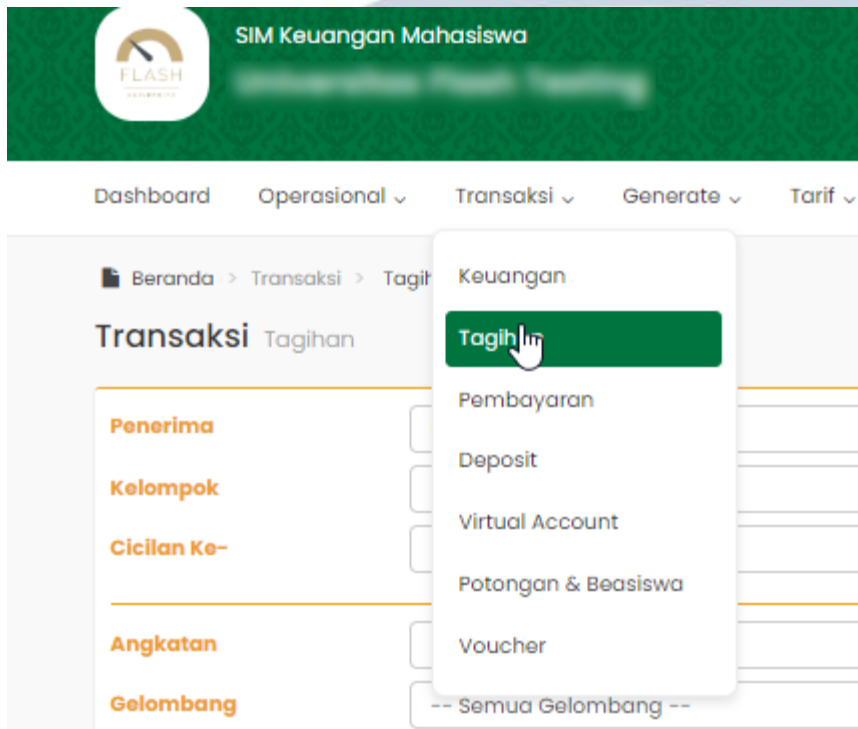 SIM Keuangan Mahasiswa
FLASH
Dashboard Operasional Transaksi Generate Tarif
Beranda > Transaksi >
Transaksi Tagihan
Keuangan
Pembayaran
Deposit
Virtual Account
Potongan & Beasiswa
Voucher
Penerima
Kelompok
Cicilan Ke-
Angkatan
Gelombang
-- Semua Gelombang --